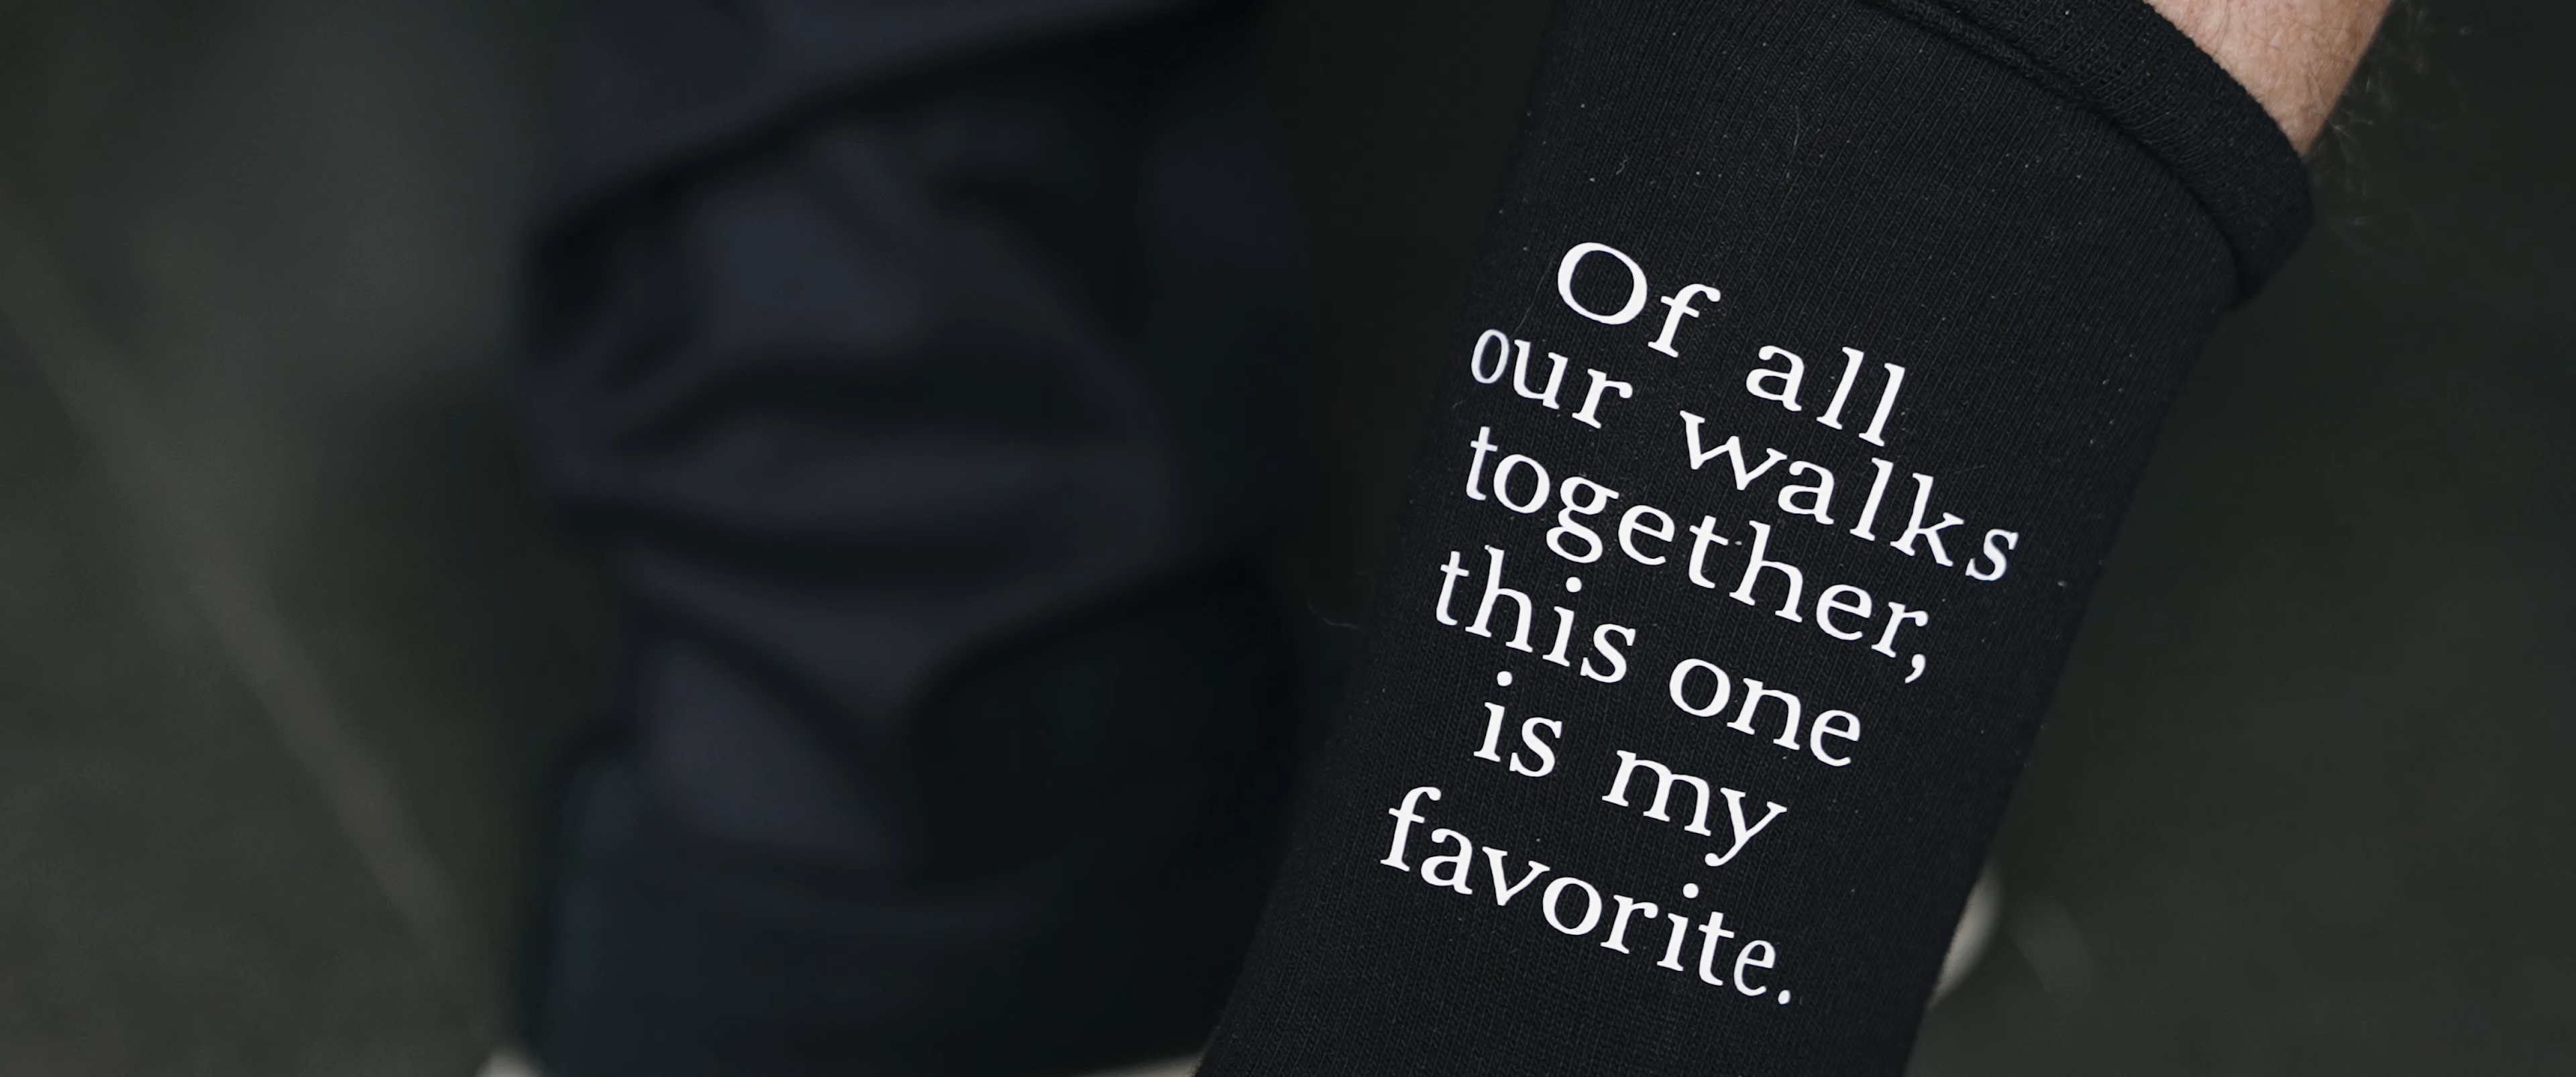 Of all
our walks
together,
this one
is my
favorite.